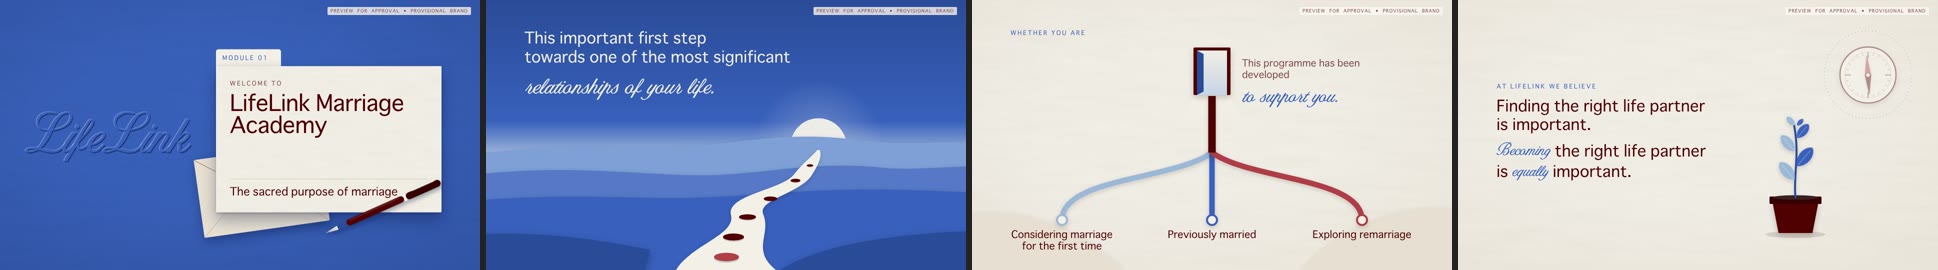 PREVIEW FOR APPROVAL • PROVISIONAL BRAND
MODULE 01
WELCOME TO
LifeLink Marriage
Academy
The sacred purpose of marriage
LifeLink
PREVIEW FOR APPROVAL • PROVISIONAL BRAND
This important first step
towards one of the most significant
relationships of your life.
PREVIEW FOR APPROVAL • PROVISIONAL BRAND
WHETHER YOU ARE
This programme has been
developed
to support you.
Considering marriage
for the first time
Previously married
Exploring remarriage
PREVIEW FOR APPROVAL • PROVISIONAL BRAND
AT LIFELINK WE BELIEVE
Finding the right life partner
is important.
Becoming the right life partner
is equally important.